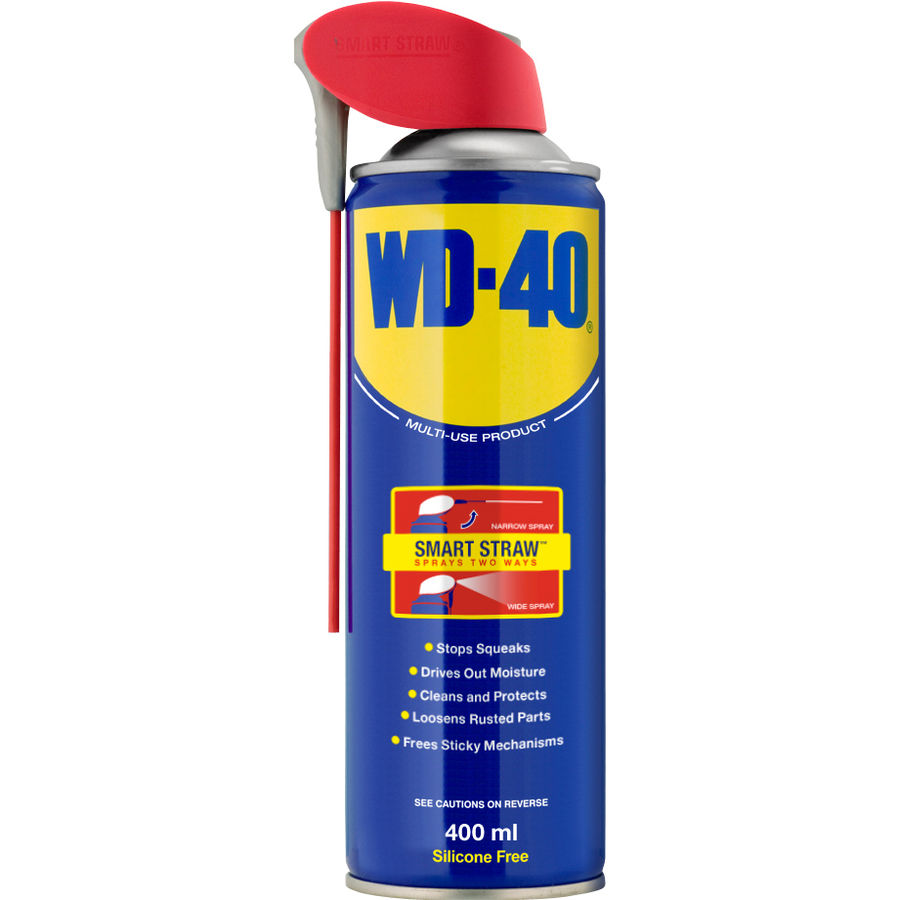 SMART STRAW®
WD-40®
MULTI-USE PRODUCT
NARROW SPRAY
SMART STRAW™
SPRAYS TWO WAYS
WIDE SPRAY
Stops Squeaks
Drives Out Moisture
Cleans and Protects
Loosens Rusted Parts
Frees Sticky Mechanisms
SEE CAUTIONS ON REVERSE
400 ml
Silicone Free